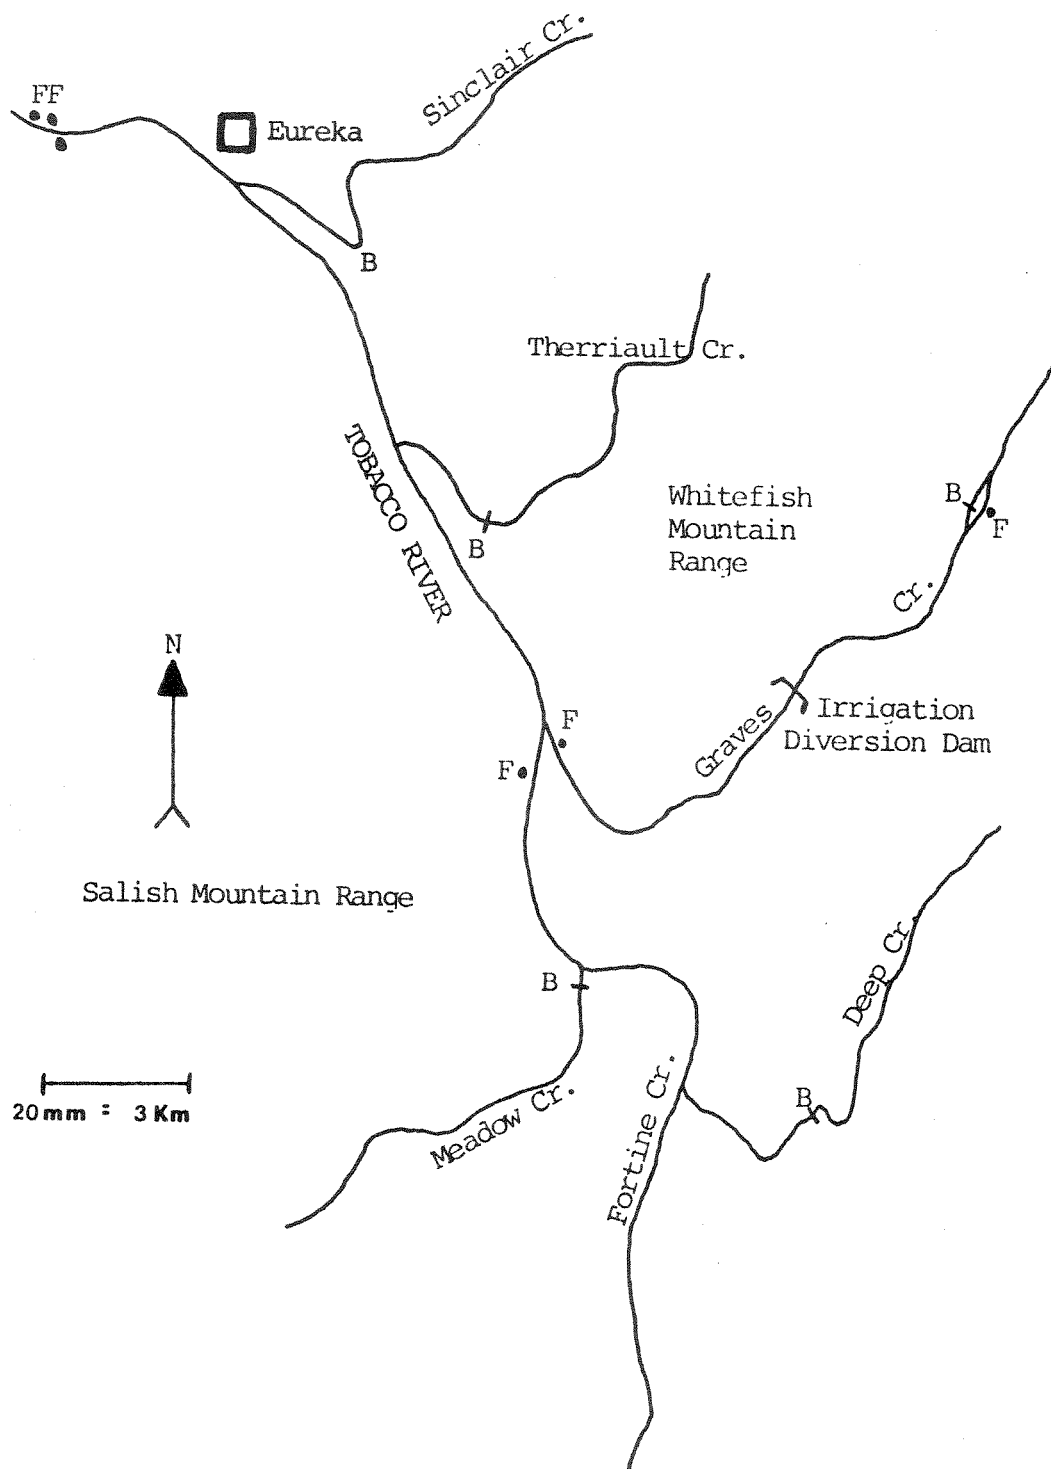 Sinclair Cr.
FF
Eureka
B
Therriault Cr.
TOBACCO RIVER
Whitefish
Mountain
Range
B
F
B
Cr.
N
Graves
Irrigation
Diversion Dam
F
F
Salish Mountain Range
Deep Cr.
B
20mm = 3 Km
Meadow Cr.
Fortine Cr.
B